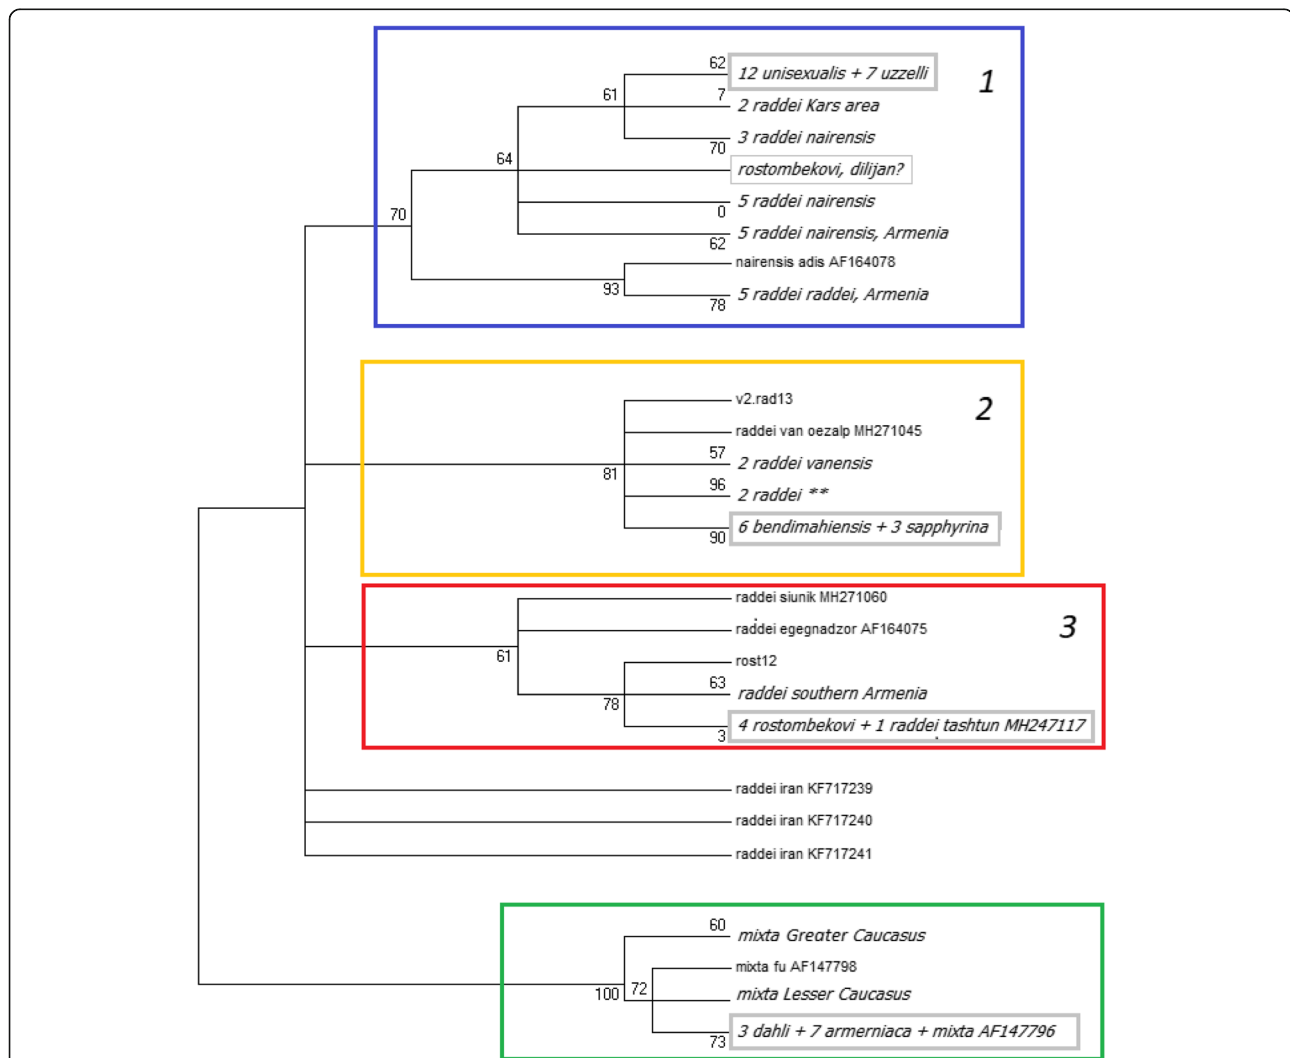 62
12 unisexualis + 7 uzzelli
1
61
7
2 raddei Kars area
3 raddei nairensis
70
64
rostombekovi, dilijan?
70
5 raddei nairensis
0
5 raddei nairensis, Armenia
62
nairensis adis AF164078
93
5 raddei raddei, Armenia
78
v2.rad13
2
raddei van oezalp MH271045
57
2 raddei vanensis
81
96
2 raddei **
6 bendimahiensis + 3 sapphyrina
90
raddei siunik MH271060
3
raddei egegnadzor AF164075
61
rost12
63
raddei southern Armenia
78
4 rostombekovi + 1 raddei tashtun MH247117
3
raddei iran KF717239
raddei iran KF717240
raddei iran KF717241
60
mixta Greater Caucasus
mixta fu AF147798
100
72
mixta Lesser Caucasus
3 dahli + 7 armerniaca + mixta AF147796
73